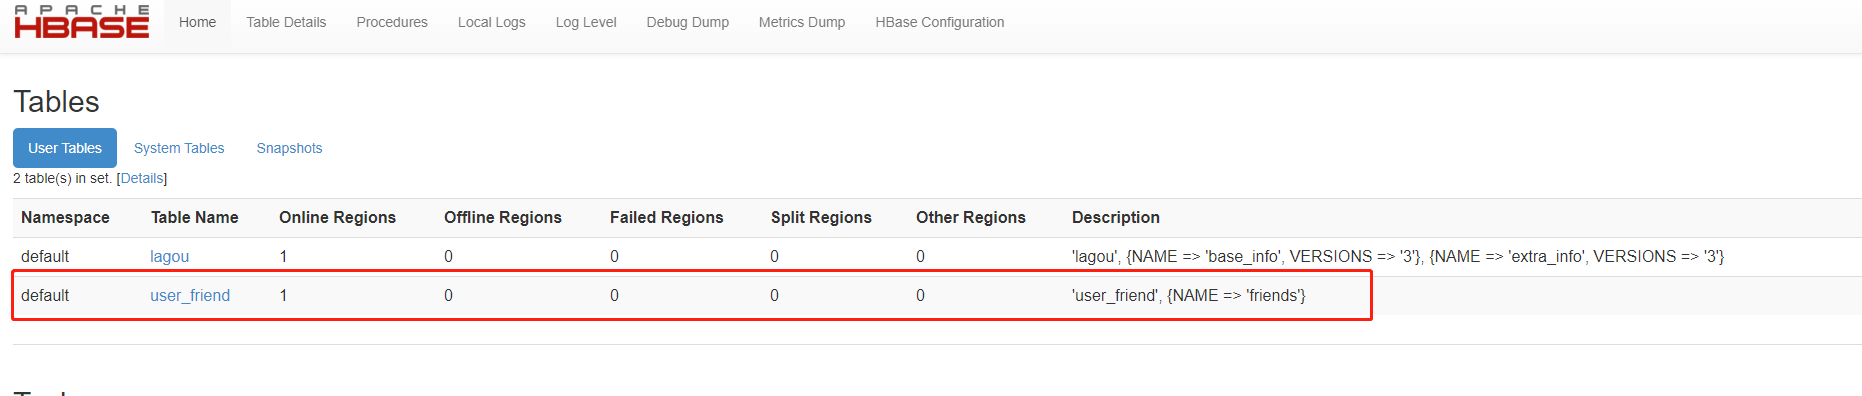 APACHE
HBASE
Home Table Details Procedures Local Logs Log Level Debug Dump Metrics Dump HBase Configuration
Tables
User Tables System Tables Snapshots
2 table(s) in set. [Details]
Namespace Table Name Online Regions Offline Regions Failed Regions Split Regions Other Regions Description
default lagou 1 0 0 0 0 'lagou', {NAME => 'base_info', VERSIONS => '3'}, {NAME => 'extra_info', VERSIONS => '3'}
default user_friend 1 0 0 0 0 'user_friend', {NAME => 'friends'}